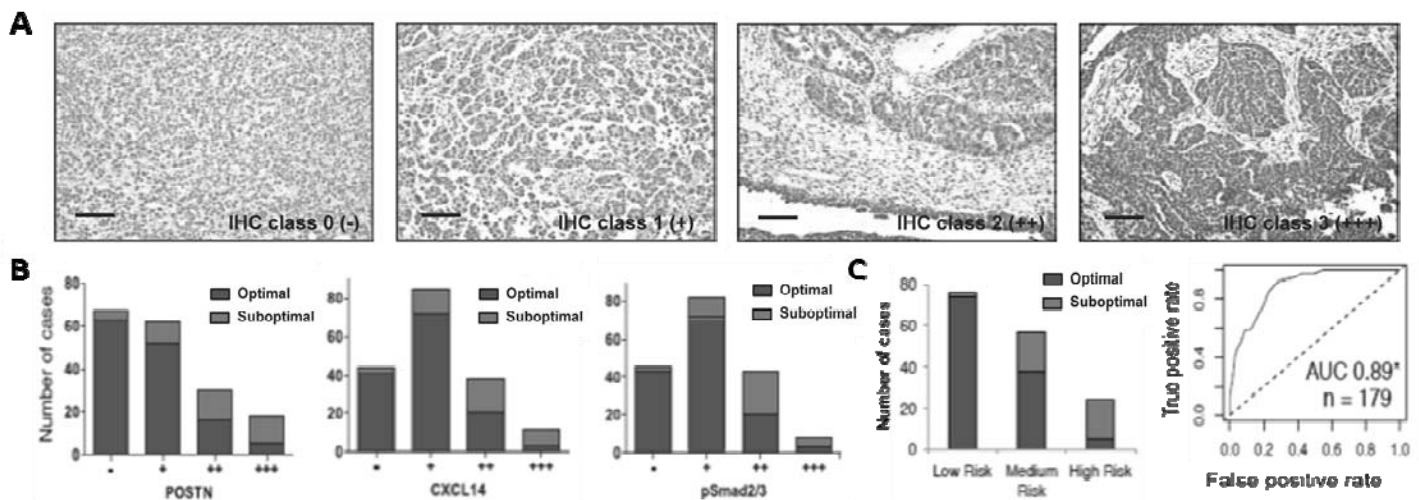 A
IHC class 0 (-)
IHC class 1 (+)
IHC class 2 (++)
IHC class 3 (+++)
B
Number of cases
80
60
40
20
0
Optimal
Suboptimal
- + ++ +++
POSTN
80
60
40
20
0
Optimal
Suboptimal
- + ++ +++
CXCL14
80
60
40
20
0
Optimal
Suboptimal
- + ++ +++
pSmad2/3
C
Number of cases
80
60
40
20
0
Optimal
Suboptimal
Low Risk Medium High Risk
Risk
True positive rate
0.8
0.4
0.0
AUC 0.89*
n = 179
0.0 0.2 0.4 0.6 0.8 1.0
False positive rate